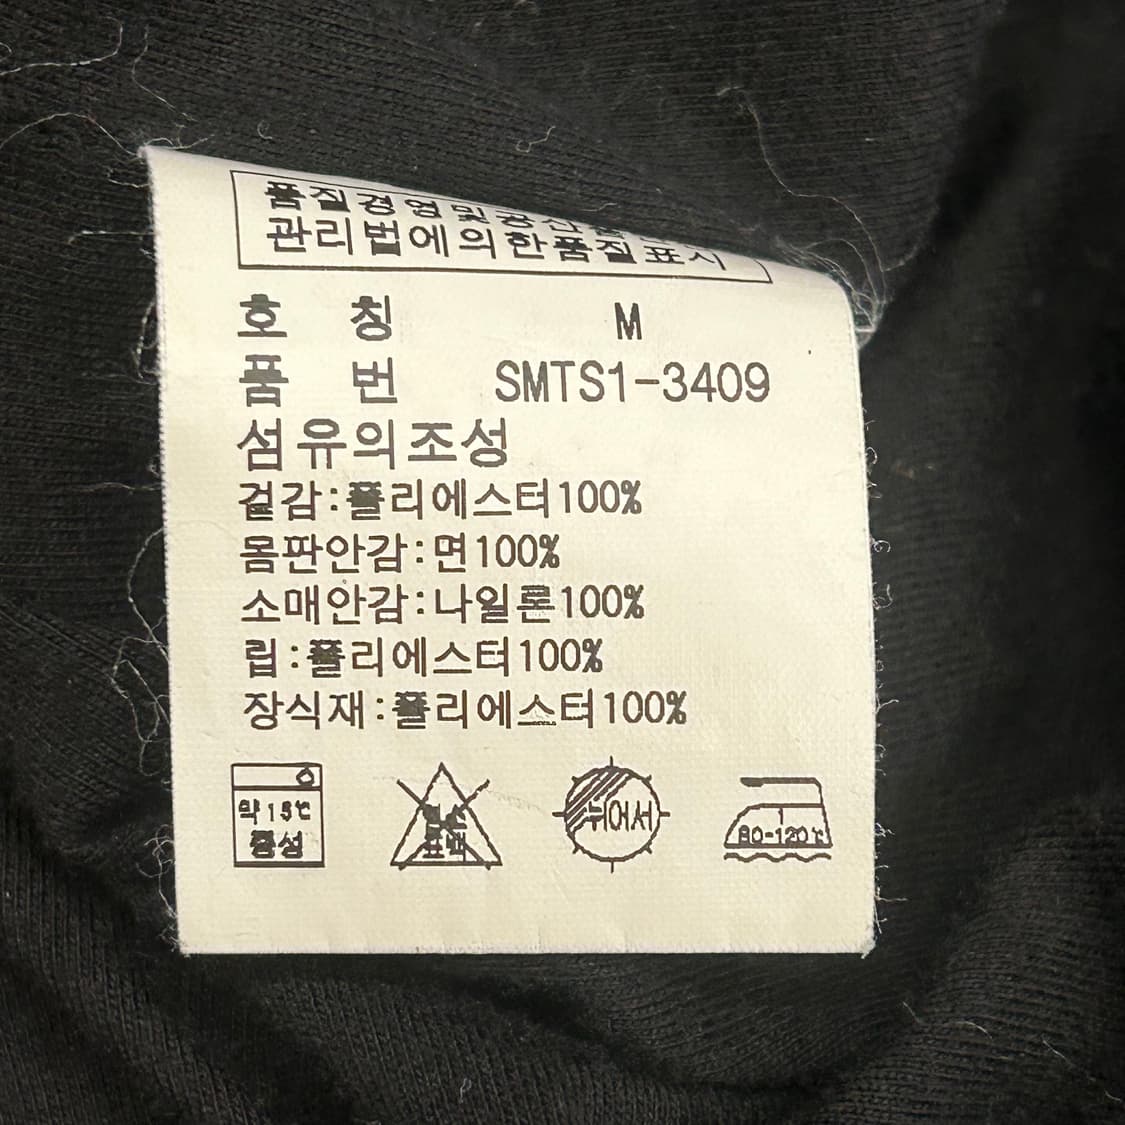 품질경영및공산품
관리법에의한품질표시
호 칭 M
품 번 SMTS1-3409
섬유의조성
겉감:폴리에스터100%
몸판안감:면100%
소매안감:나일론100%
립:폴리에스터100%
장식재:폴리에스터100%
중성
표백
뉘어서
80-120℃